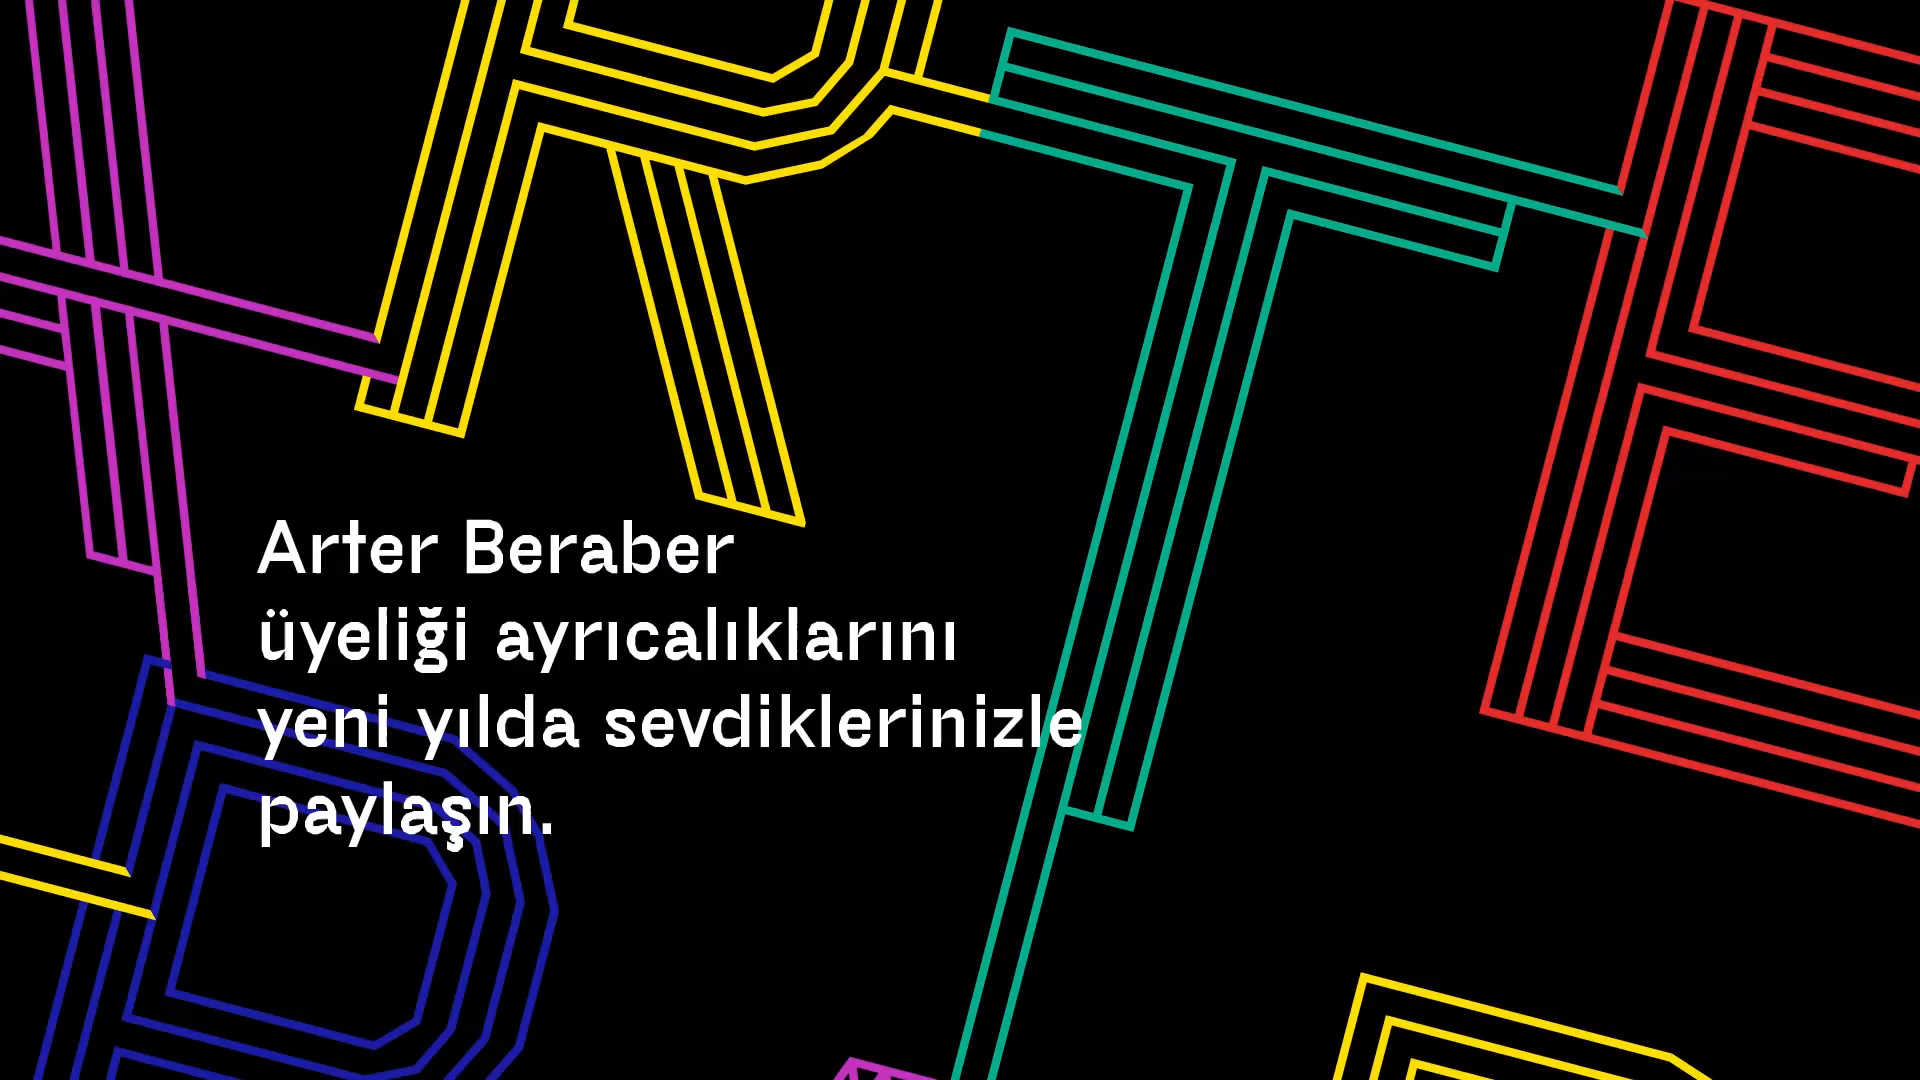 Arter Beraber
üyeliği ayrıcalıklarını
yeni yılda sevdiklerinizle
paylaşın.